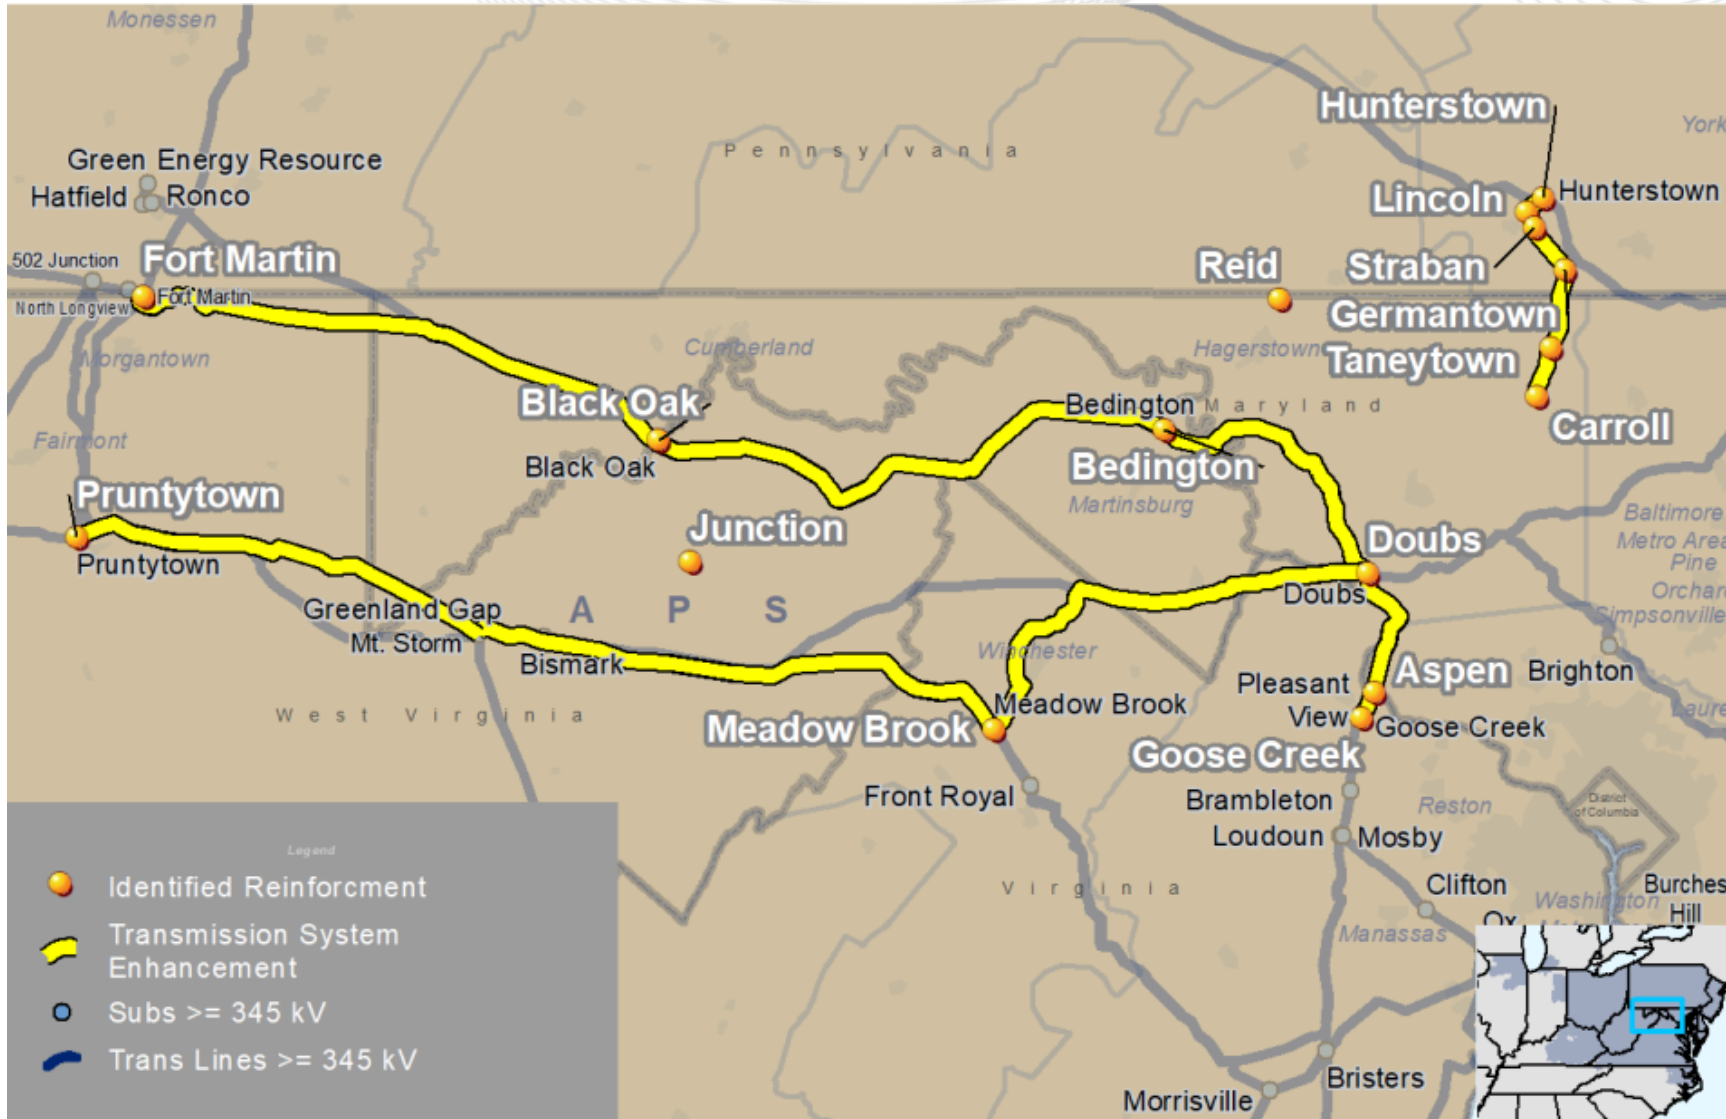 Monessen
Hunterstown
York
Pennsylvania
Green Energy Resource
Hatfield
Ronco
Lincoln
Hunterstown
502 Junction
Fort Martin
Reid
Straban
North Longview
Fort Martin
Germantown
Morgantown
Cumberland
Hagerstown
Taneytown
Black Oak
Bedington
Maryland
Carroll
Fairmont
Black Oak
Bedington
Pruntytown
Martinsburg
Junction
Baltimore
Metro Area
Pine
Orchard
Simpsonville
Doubs
Pruntytown
Doubs
Greenland Gap
A P S
Mt. Storm
Bismark
Winchester
Pleasant
View
Aspen
Brighton
West Virginia
Meadow Brook
Meadow Brook
Goose Creek
Laure
Goose Creek
Front Royal
Brambleton
Reston
District
of Columbia
Loudoun
Mosby
Virginia
Clifton
Burches
Hill
Washington
Ox
Manassas
Legend
Identified Reinforcment
Transmission System
Enhancement
Subs >= 345 kV
Trans Lines >= 345 kV
Bristers
Morrisville